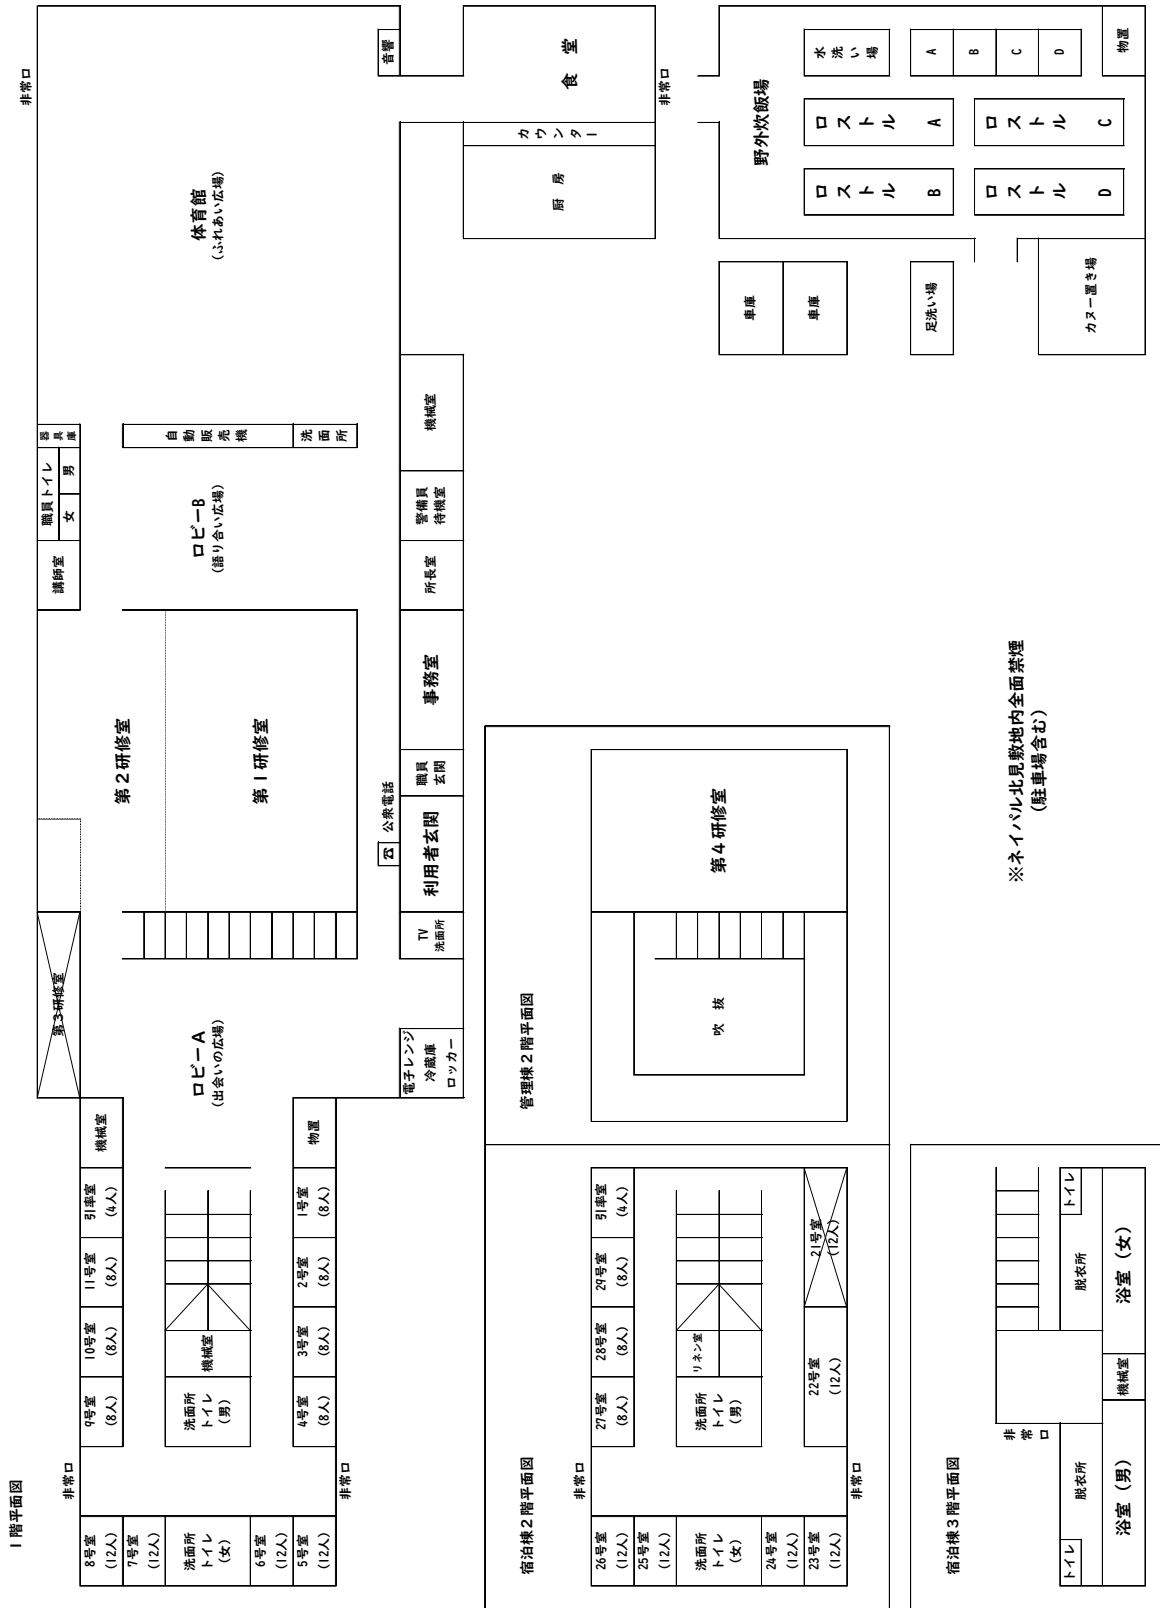 １階平面図
8号室
(12人)
7号室
(12人)
洗面所
トイレ
(女)
6号室
(12人)
5号室
(12人)
非常口
非常口
9号室
(8人)
10号室
(8人)
11号室
(8人)
引率室
(4人)
機械室
洗面所
トイレ
(男)
機械室
4号室
(8人)
3号室
(8人)
2号室
(8人)
1号室
(8人)
物置
第３研修室
ロビーＡ
(出会いの広場)
電子レンジ
冷蔵庫
ロッカー
TV
洗面所
利用者玄関
公衆電話
職員
玄関
事務室
所長室
警備員
待機室
機械室
第２研修室
第１研修室
講師室
職員トイレ
女
男
器具庫
ロビーB
(語り合い広場)
自動販売機
洗面所
体育館
(ふれあい広場)
非常口
音響
食堂
カウンター
厨房
非常口
野外炊飯場
水洗い場
A
B
C
D
物置
ロストル A
ロストル B
ロストル C
ロストル D
車庫
車庫
足洗い場
カヌー置き場
宿泊棟２階平面図
26号室
(12人)
25号室
(12人)
洗面所
トイレ
(女)
24号室
(12人)
23号室
(12人)
非常口
非常口
27号室
(8人)
28号室
(8人)
29号室
(8人)
引率室
(4人)
洗面所
トイレ
(男)
リネン室
22号室
(12人)
21号室
(12人)
管理棟２階平面図
吹抜
第４研修室
宿泊棟３階平面図
トイレ
脱衣所
浴室（男）
非常口
機械室
脱衣所
トイレ
浴室（女）
※ネイパル北見敷地内全面禁煙
(駐車場含む)